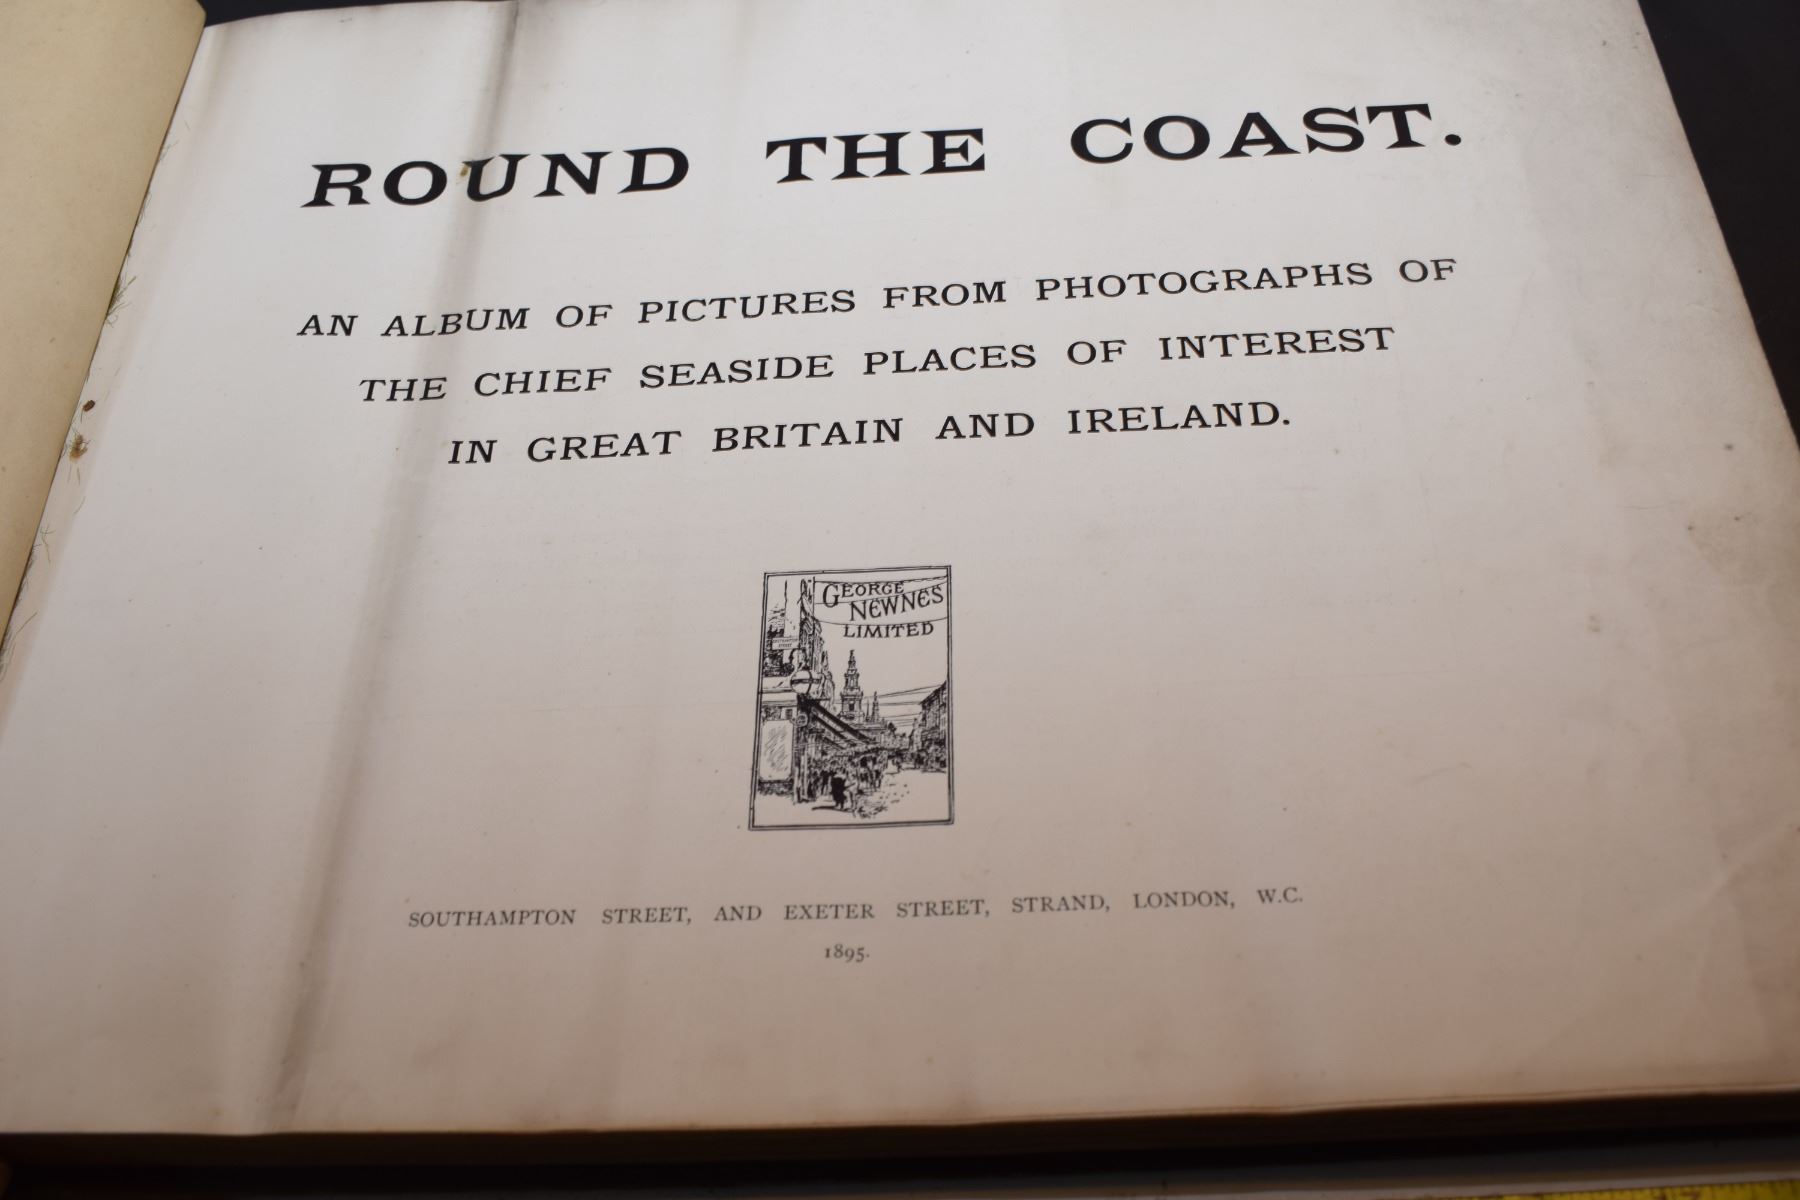 ROUND THE COAST.
AN ALBUM OF PICTURES FROM PHOTOGRAPHS OF
THE CHIEF SEASIDE PLACES OF INTEREST
IN GREAT BRITAIN AND IRELAND.
GEORGE
NEWNES
LIMITED
SOUTHAMPTON STREET, AND EXETER STREET, STRAND, LONDON, W.C.
1895.